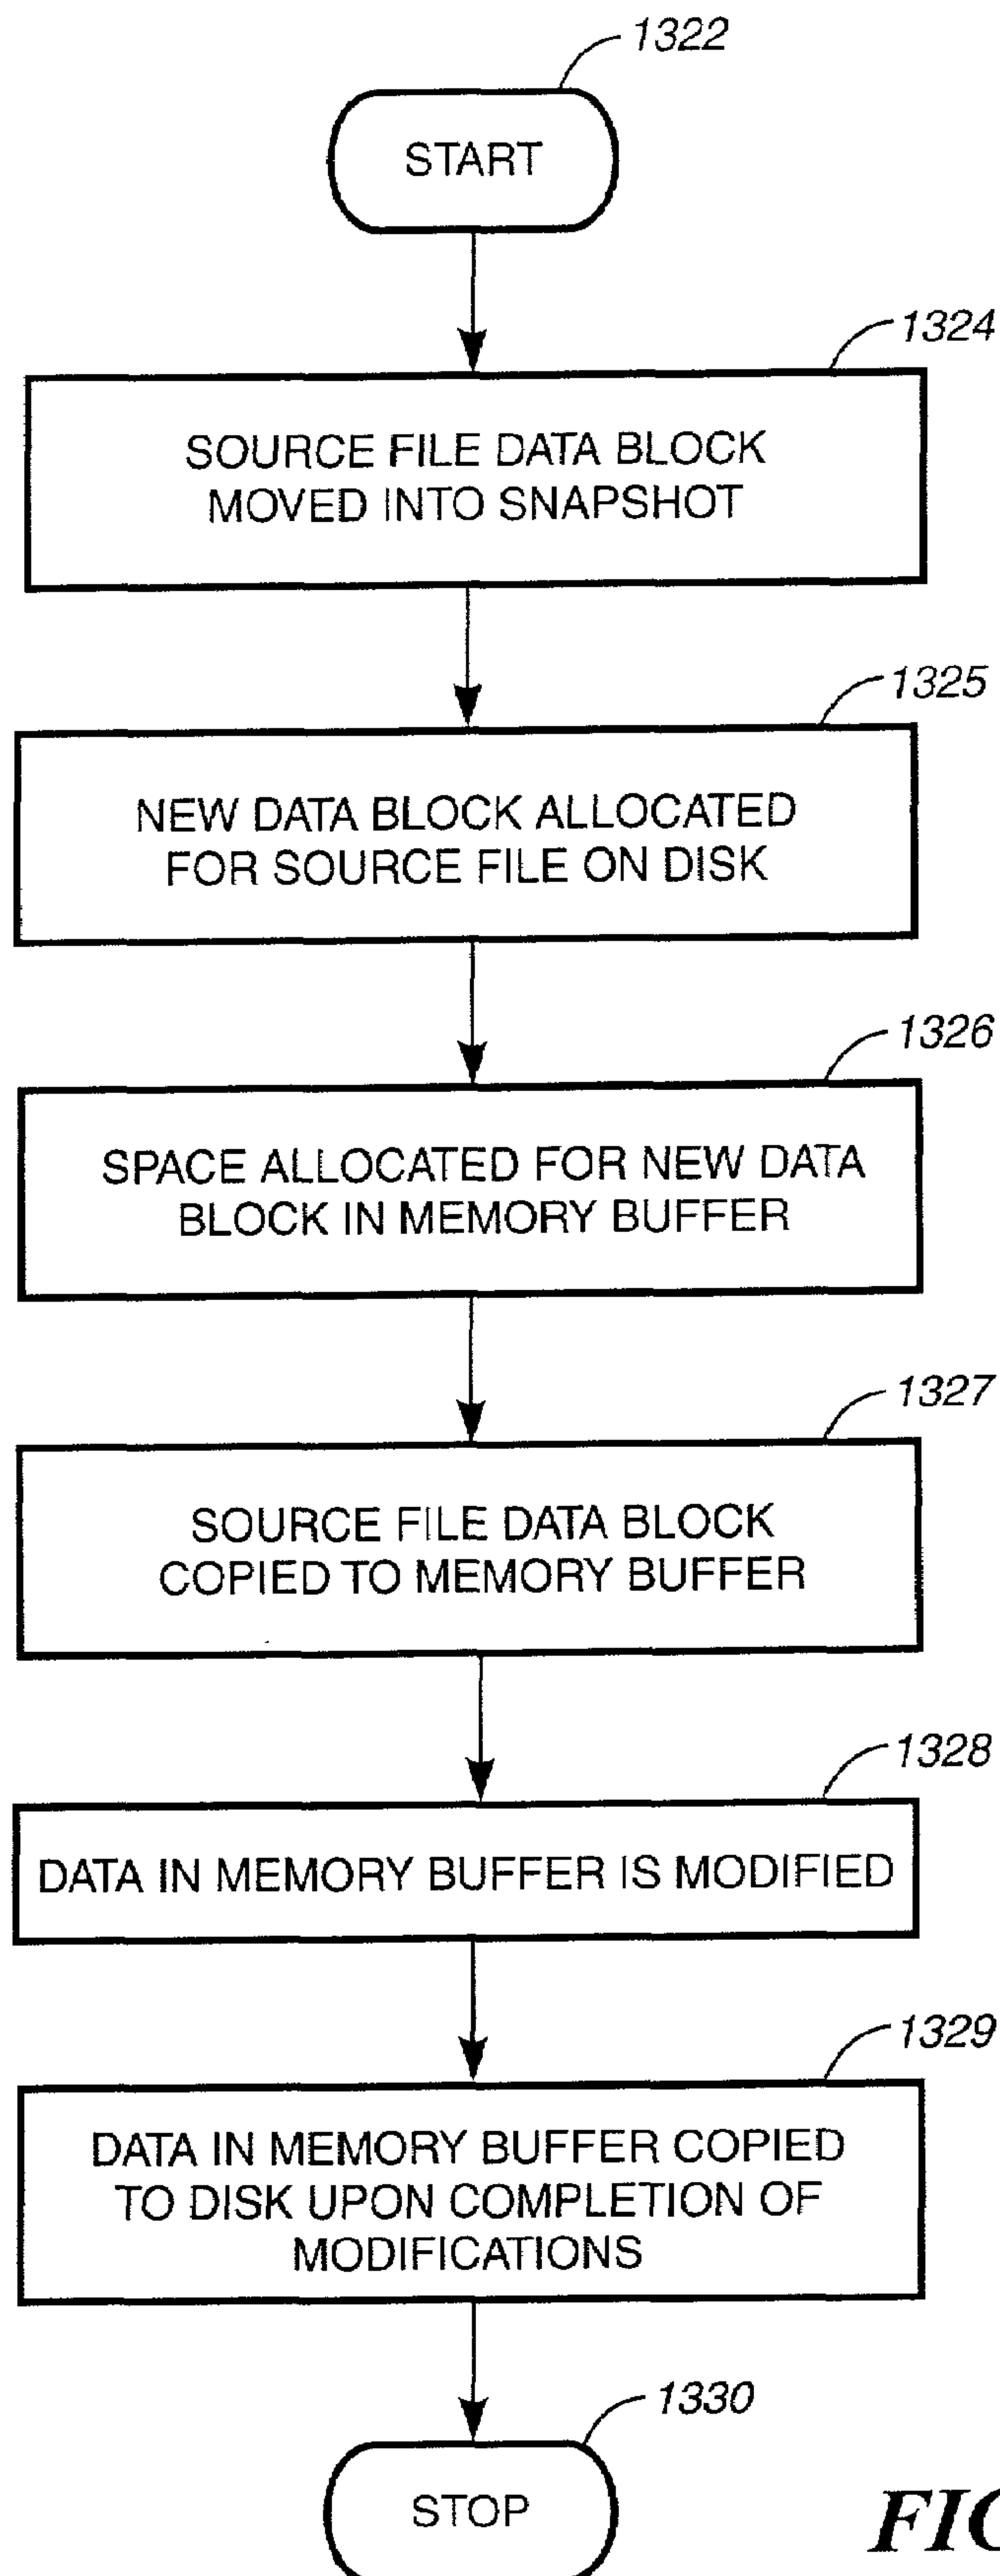 1322
START
1324
SOURCE FILE DATA BLOCK
MOVED INTO SNAPSHOT
1325
NEW DATA BLOCK ALLOCATED
FOR SOURCE FILE ON DISK
1326
SPACE ALLOCATED FOR NEW DATA
BLOCK IN MEMORY BUFFER
1327
SOURCE FILE DATA BLOCK
COPIED TO MEMORY BUFFER
1328
DATA IN MEMORY BUFFER IS MODIFIED
1329
DATA IN MEMORY BUFFER COPIED
TO DISK UPON COMPLETION OF
MODIFICATIONS
1330
STOP